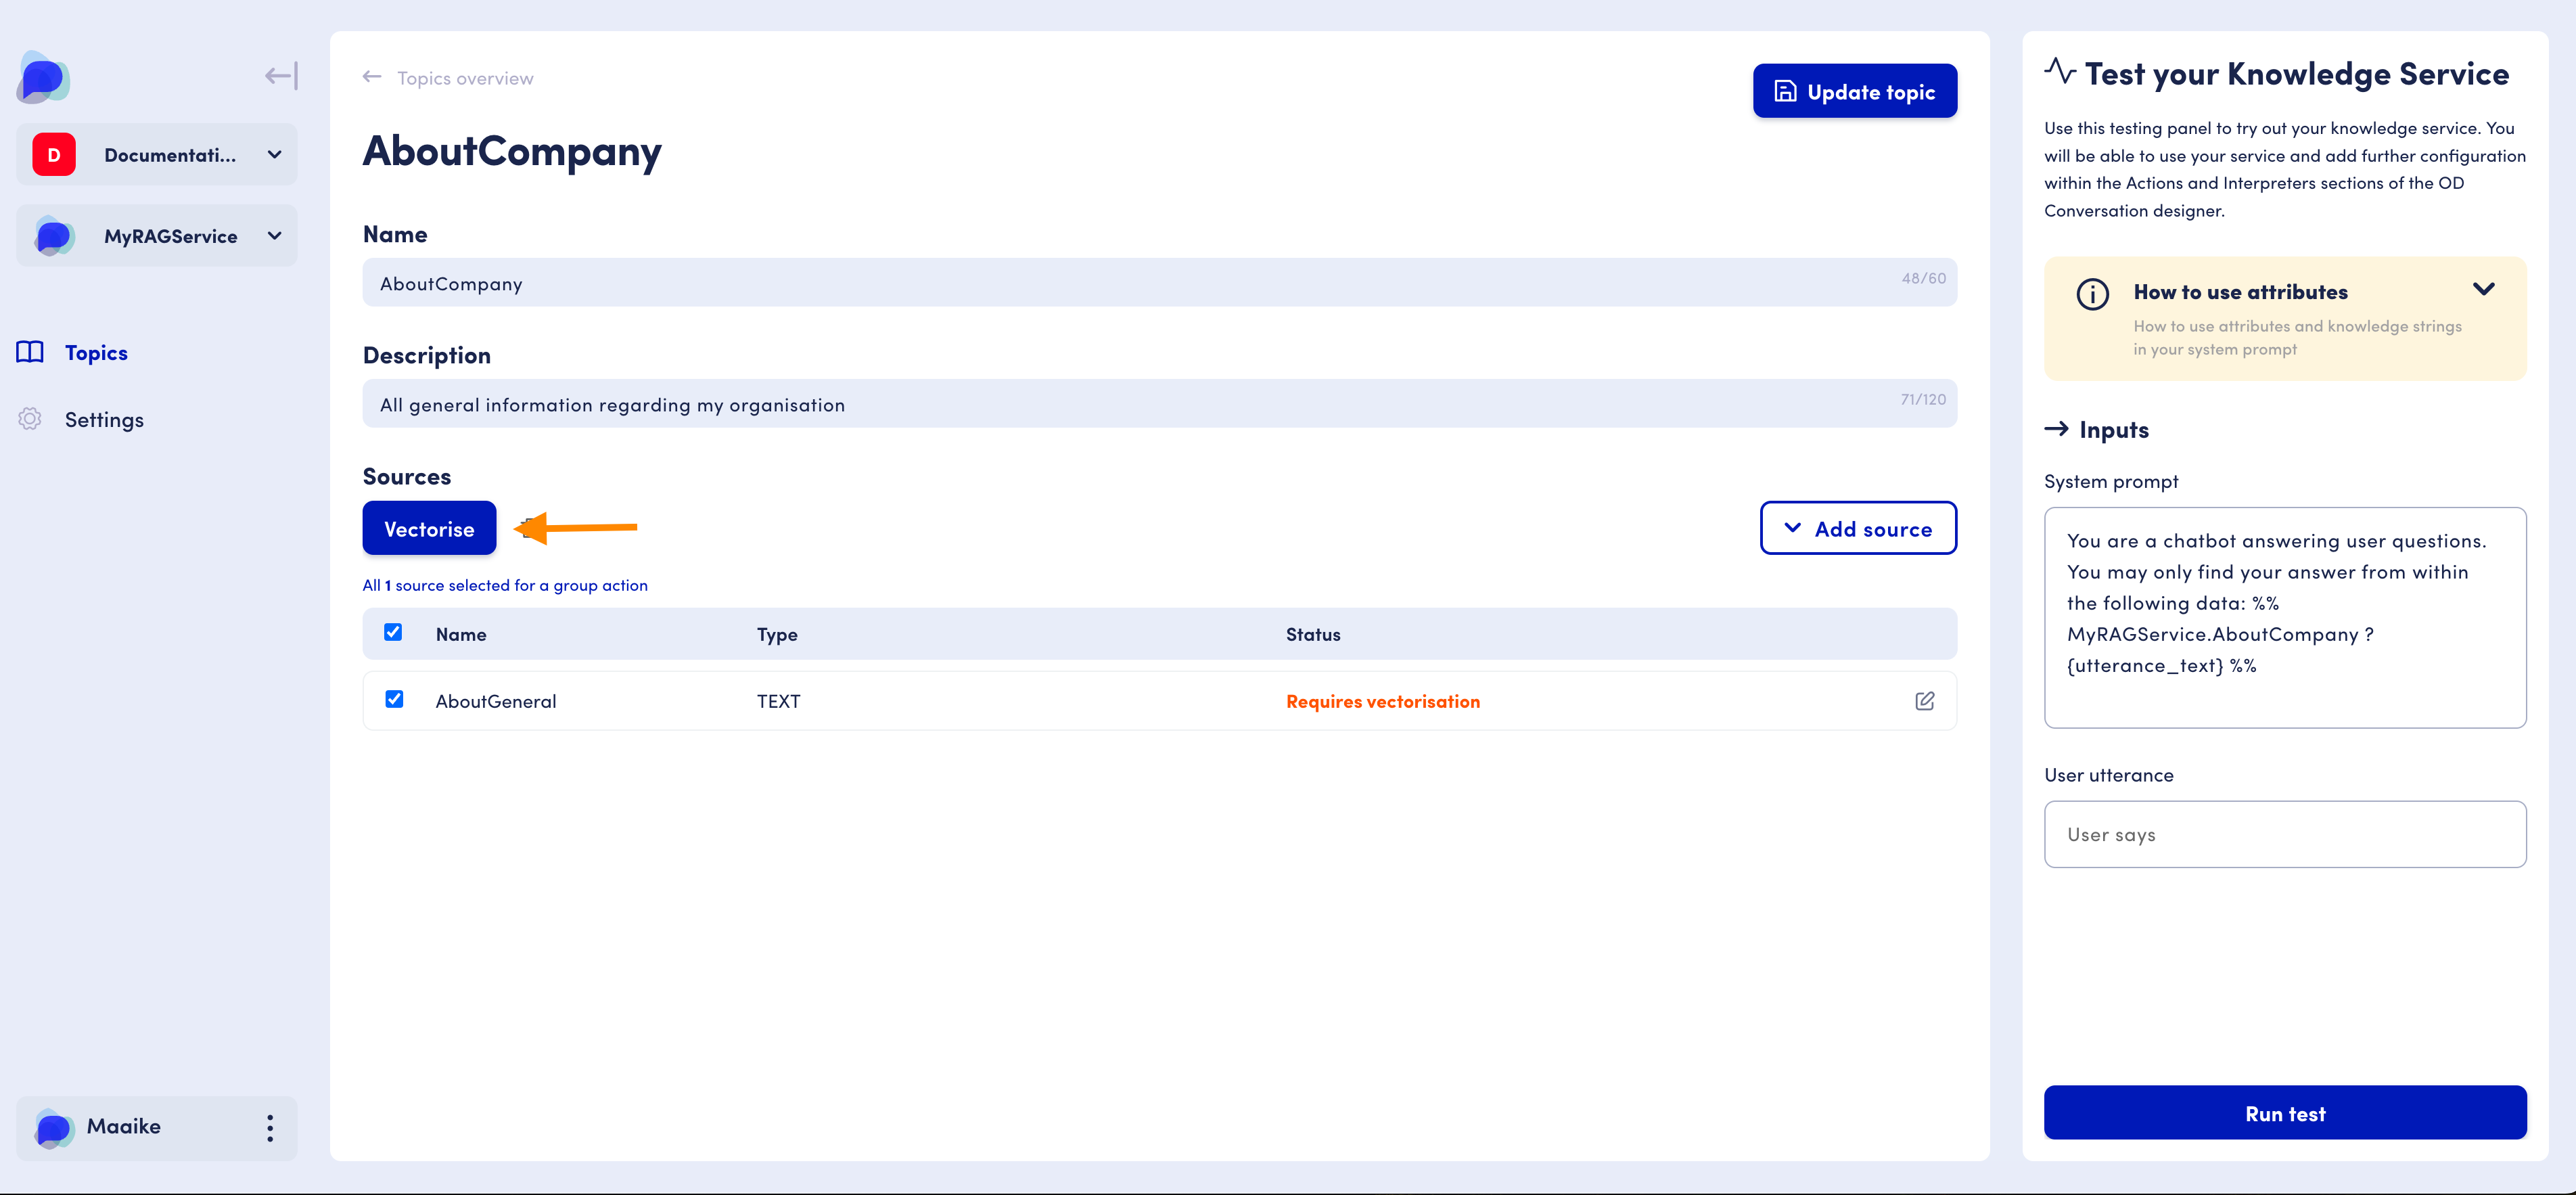 D
Documentati...
MyRAGService
Topics
Settings
Maaike
Topics overview
Update topic
AboutCompany
Name
AboutCompany
48/60
Description
All general information regarding my organisation
71/120
Sources
Vectorise
Add source
All 1 source selected for a group action
Name Type Status
AboutGeneral TEXT Requires vectorisation
Test your Knowledge Service
Use this testing panel to try out your knowledge service. You
will be able to use your service and add further configuration
within the Actions and Interpreters sections of the OD
Conversation designer.
How to use attributes
How to use attributes and knowledge strings
in your system prompt
Inputs
System prompt
You are a chatbot answering user questions.
You may only find your answer from within
the following data: %%
MyRAGService.AboutCompany ?
{utterance_text} %%
User utterance
User says
Run test